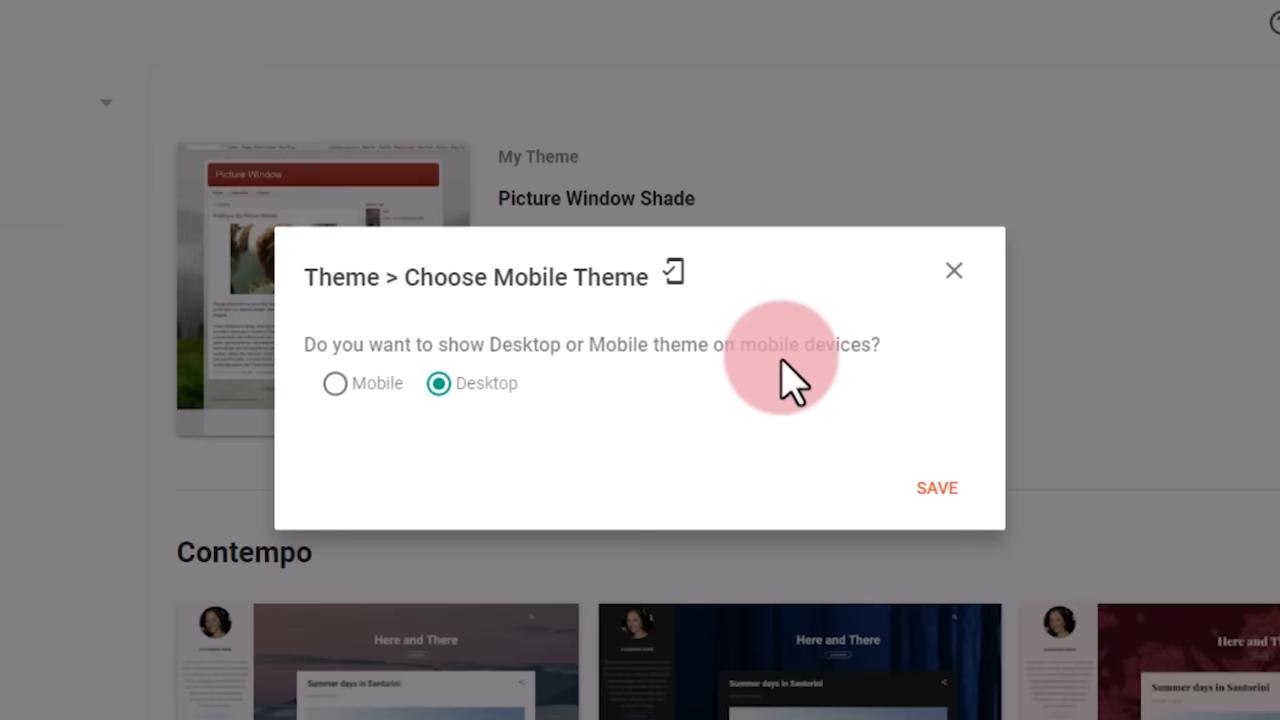 My Theme
Picture Window
Picture Window Shade
Theme > Choose Mobile Theme
Do you want to show Desktop or Mobile theme on mobile devices?
Mobile Desktop
SAVE
Contempo
Here and There
Here and There
Here and T
Summer days in Santorini
Summer days in Santorini
Summer days in Santorini